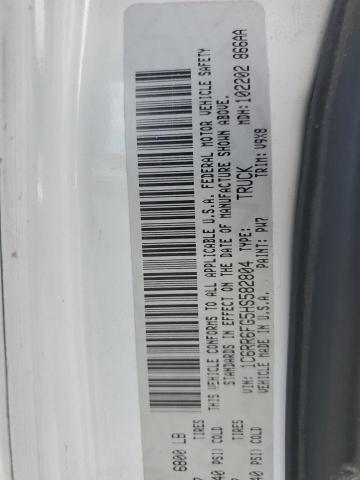 6800 LB
TIRES
40 PSI) COLD
TIRES
40 PSI) COLD
THIS VEHICLE CONFORMS TO ALL APPLICABLE U.S.A. FEDERAL MOTOR VEHICLE SAFETY
STANDARDS IN EFFECT ON THE DATE OF MANUFACTURE SHOWN ABOVE.
VIN: 1C6RR6FG5HS582804 TYPE: TRUCK MDH: 102202 866AA
VEHICLE MADE IN U.S.A. PAINT: PW7 TRIM: V9X8